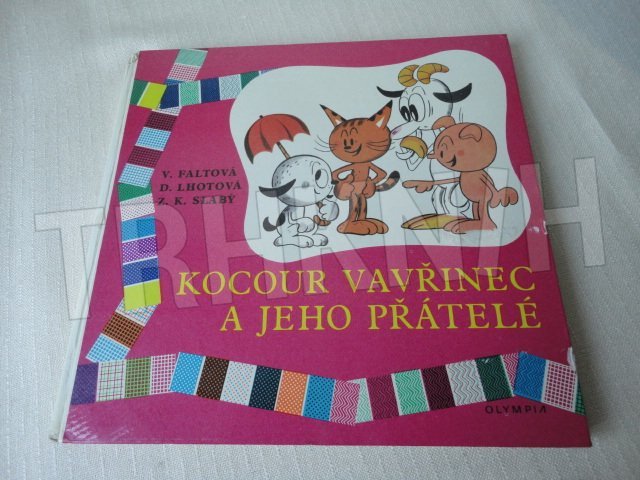 V. FALTOVÁ
D. LHOTOVÁ
Z. K. SLABÝ
KOCOUR VAVŘINEC
A JEHO PŘÁTELÉ
OLYMPIA